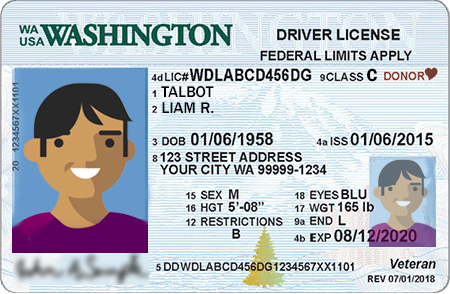 WA USA WASHINGTON DRIVER LICENSE
FEDERAL LIMITS APPLY
4d LIC# WDLABCD456DG 9 CLASS C DONOR
1 TALBOT
2 LIAM R.
3 DOB 01/06/1958 4a ISS 01/06/2015
8 123 STREET ADDRESS
YOUR CITY WA 99999-1234
15 SEX M 18 EYES BLU
16 HGT 5'-08" 17 WGT 165 lb
12 RESTRICTIONS 9a END L
B 4b EXP 08/12/2020
5 DD WDLABCD456DG1234567XX1101 Veteran
REV 07/01/2018
20 1234567XX1101